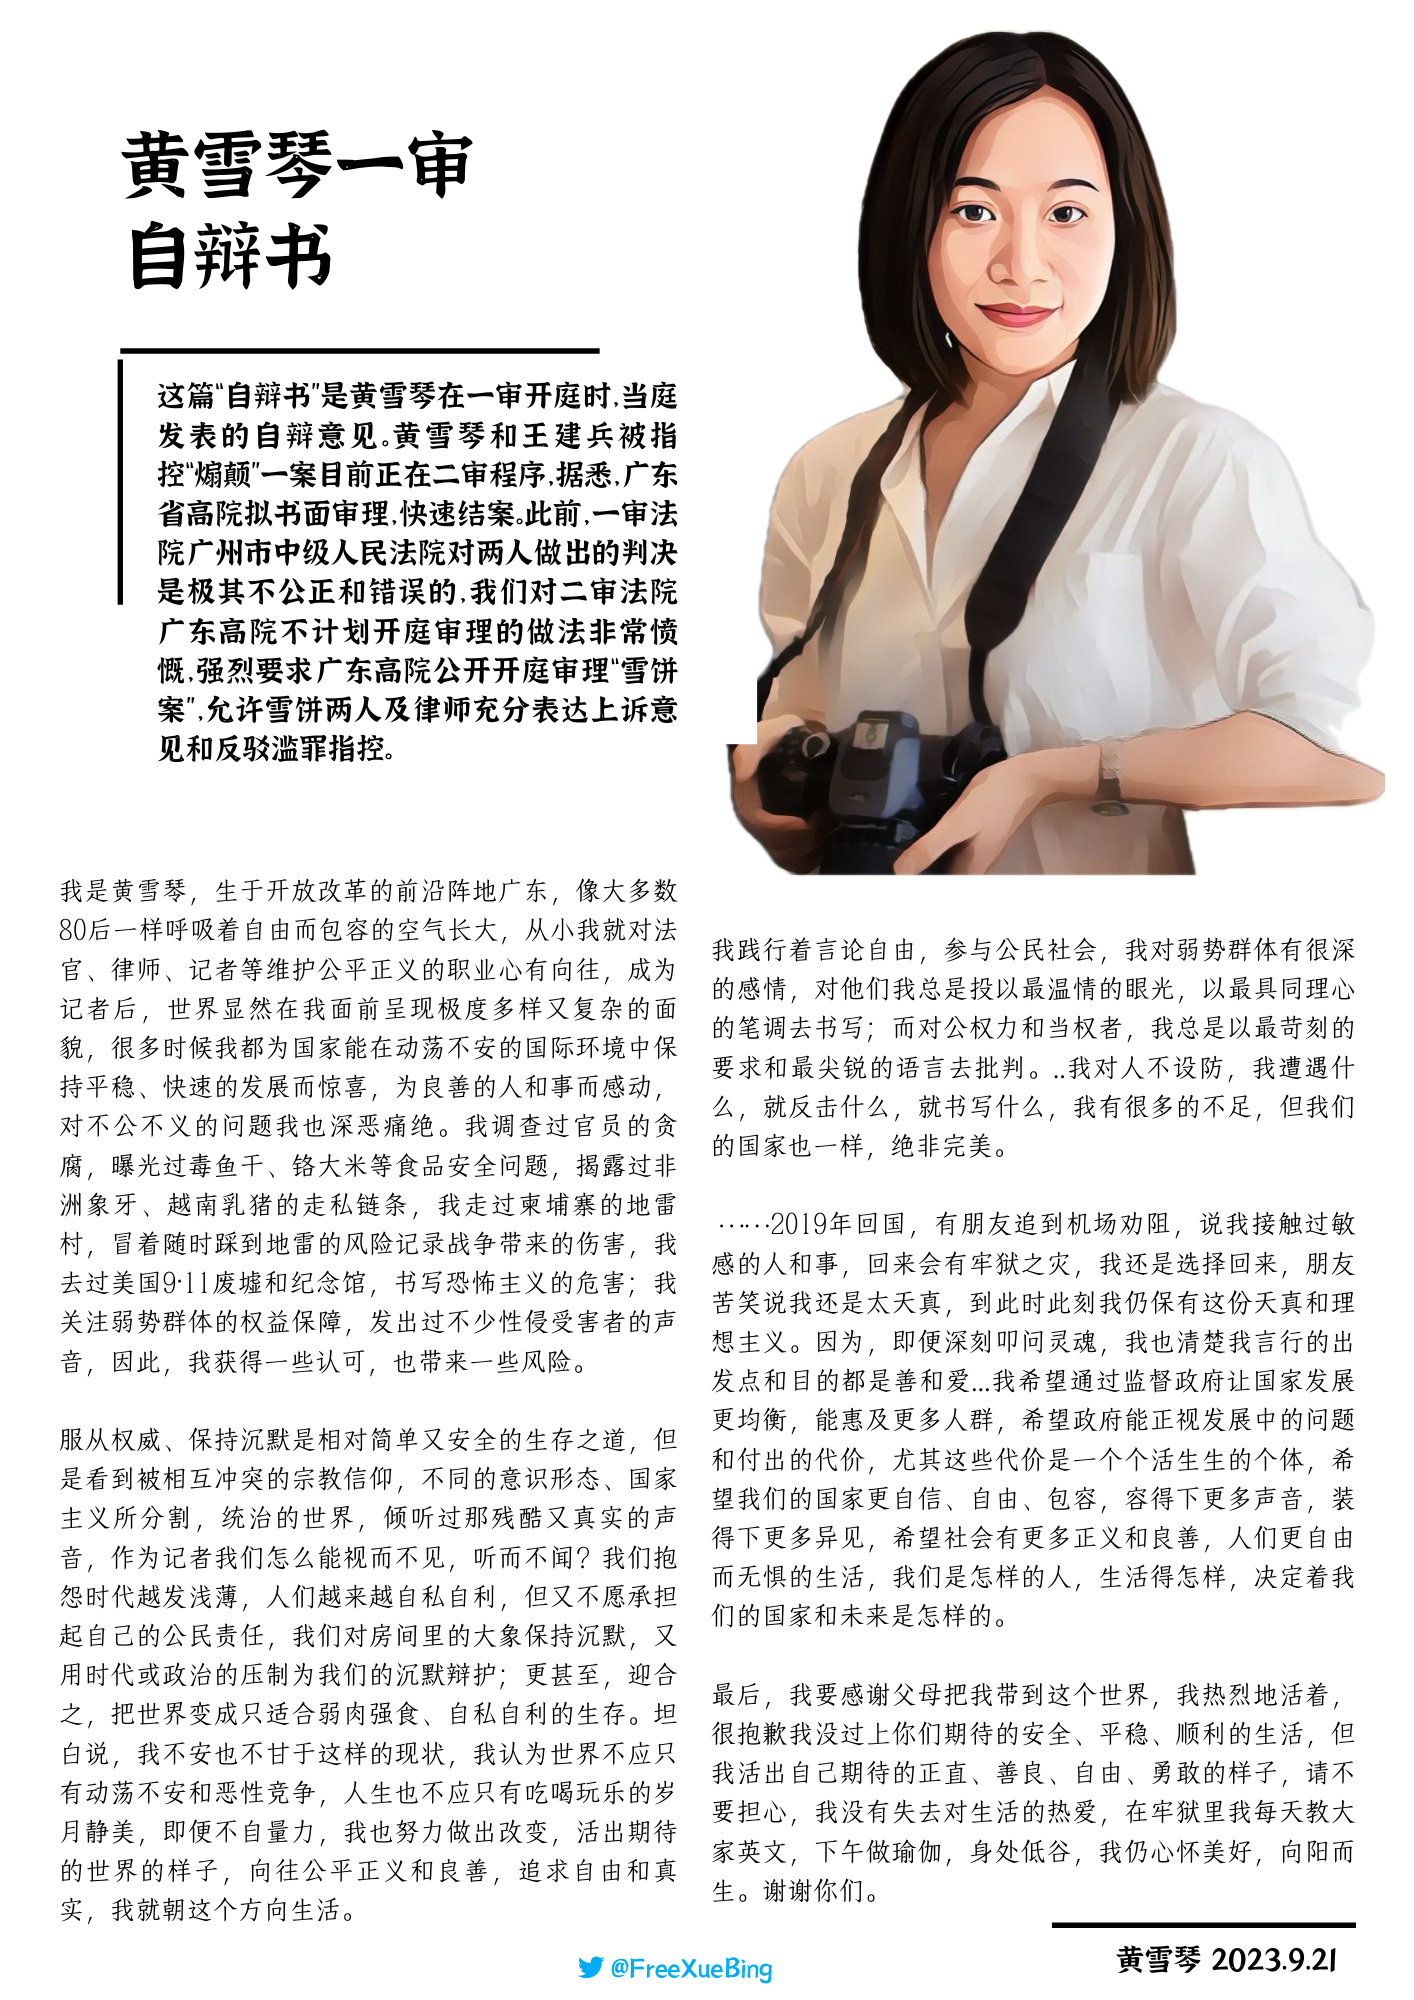 黄雪琴一审
自辩书
这篇“自辩书”是黄雪琴在一审开庭时,当庭
发表的自辩意见。黄雪琴和王建兵被指
控“煽颠”一案目前正在二审程序,据悉,广东
省高院拟书面审理,快速结案。此前,一审法
院广州市中级人民法院对两人做出的判决
是极其不公正和错误的,我们对二审法院
广东高院不计划开庭审理的做法非常愤
慨,强烈要求广东高院公开开庭审理“雪饼
案”,允许雪饼两人及律师充分表达上诉意
见和反驳滥罪指控。
我是黄雪琴，生于开放改革的前沿阵地广东，像大多数
80后一样呼吸着自由而包容的空气长大，从小我就对法
官、律师、记者等维护公平正义的职业心有向往，成为
记者后，世界显然在我面前呈现极度多样又复杂的面
貌，很多时候我都为国家能在动荡不安的国际环境中保
持平稳、快速的发展而惊喜，为良善的人和事而感动，
对不公不义的问题我也深恶痛绝。我调查过官员的贪
腐，曝光过毒鱼干、铬大米等食品安全问题，揭露过非
洲象牙、越南乳猪的走私链条，我走过柬埔寨的地雷
村，冒着随时踩到地雷的风险记录战争带来的伤害，我
去过美国9·11废墟和纪念馆，书写恐怖主义的危害；我
关注弱势群体的权益保障，发出过不少性侵受害者的声
音，因此，我获得一些认可，也带来一些风险。
服从权威、保持沉默是相对简单又安全的生存之道，但
是看到被相互冲突的宗教信仰，不同的意识形态、国家
主义所分割，统治的世界，倾听过那残酷又真实的声
音，作为记者我们怎么能视而不见，听而不闻？我们抱
怨时代越发浅薄，人们越来越自私自利，但又不愿承担
起自己的公民责任，我们对房间里的大象保持沉默，又
用时代或政治的压制为我们的沉默辩护；更甚至，迎合
之，把世界变成只适合弱肉强食、自私自利的生存。坦
白说，我不安也不甘于这样的现状，我认为世界不应只
有动荡不安和恶性竞争，人生也不应只有吃喝玩乐的岁
月静美，即便不自量力，我也努力做出改变，活出期待
的世界的样子，向往公平正义和良善，追求自由和真
实，我就朝这个方向生活。
我践行着言论自由，参与公民社会，我对弱势群体有很深
的感情，对他们我总是投以最温情的眼光，以最具同理心
的笔调去书写；而对公权力和当权者，我总是以最苛刻的
要求和最尖锐的语言去批判。..我对人不设防，我遭遇什
么，就反击什么，就书写什么，我有很多的不足，但我们
的国家也一样，绝非完美。
……2019年回国，有朋友追到机场劝阻，说我接触过敏
感的人和事，回来会有牢狱之灾，我还是选择回来，朋友
苦笑说我还是太天真，到此时此刻我仍保有这份天真和理
想主义。因为，即便深刻叩问灵魂，我也清楚我言行的出
发点和目的都是善和爱...我希望通过监督政府让国家发展
更均衡，能惠及更多人群，希望政府能正视发展中的问题
和付出的代价，尤其这些代价是一个个活生生的个体，希
望我们的国家更自信、自由、包容，容得下更多声音，装
得下更多异见，希望社会有更多正义和良善，人们更自由
而无惧的生活，我们是怎样的人，生活得怎样，决定着我
们的国家和未来是怎样的。
最后，我要感谢父母把我带到这个世界，我热烈地活着，
很抱歉我没过上你们期待的安全、平稳、顺利的生活，但
我活出自己期待的正直、善良、自由、勇敢的样子，请不
要担心，我没有失去对生活的热爱，在牢狱里我每天教大
家英文，下午做瑜伽，身处低谷，我仍心怀美好，向阳而
生。谢谢你们。
黄雪琴 2023.9.21
@FreeXueBing